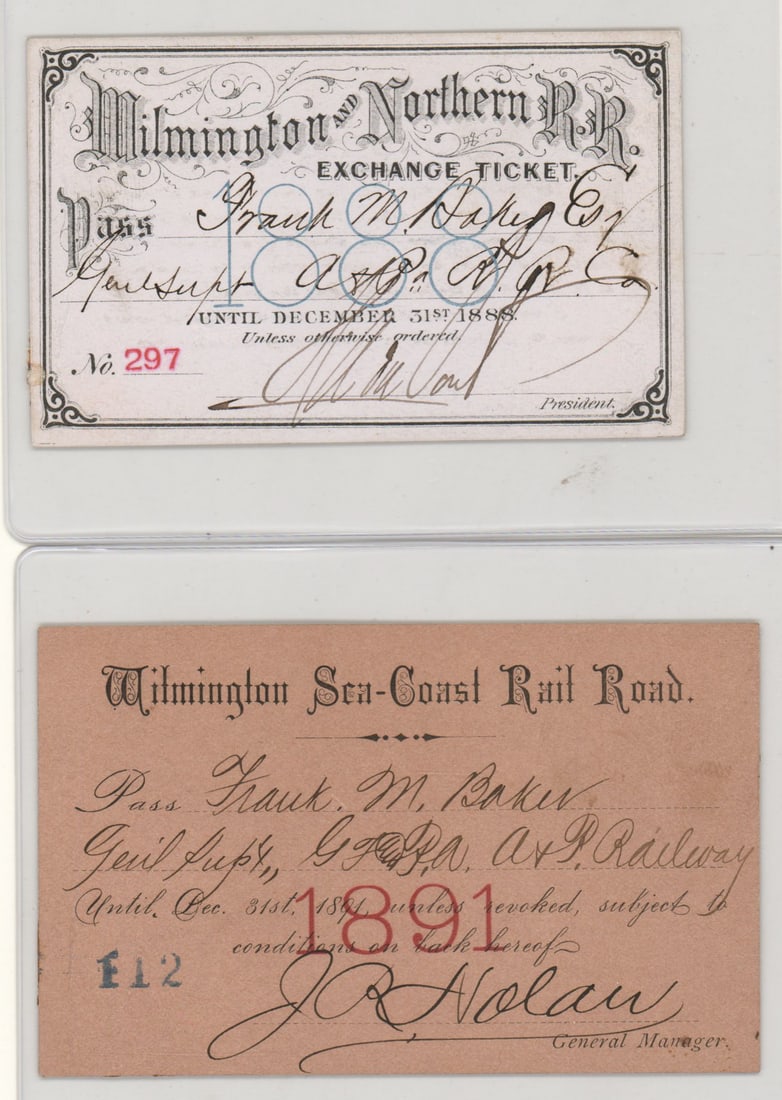 Wilmington AND Northern R.R.
EXCHANGE TICKET.
1888
Pass Frank M. Baker Esq
Genl Supt A & P. R. R. Co.
UNTIL DECEMBER 31ST 1888.
Unless otherwise ordered.
No. 297
President.
Wilmington Sea-Coast Rail Road.
Pass Frank. M. Baker
Genl Supt., A & P. Railway
Until Dec. 31st, 1891, unless revoked, subject to
1891
conditions on back hereof
112
J R Nolan
General Manager.